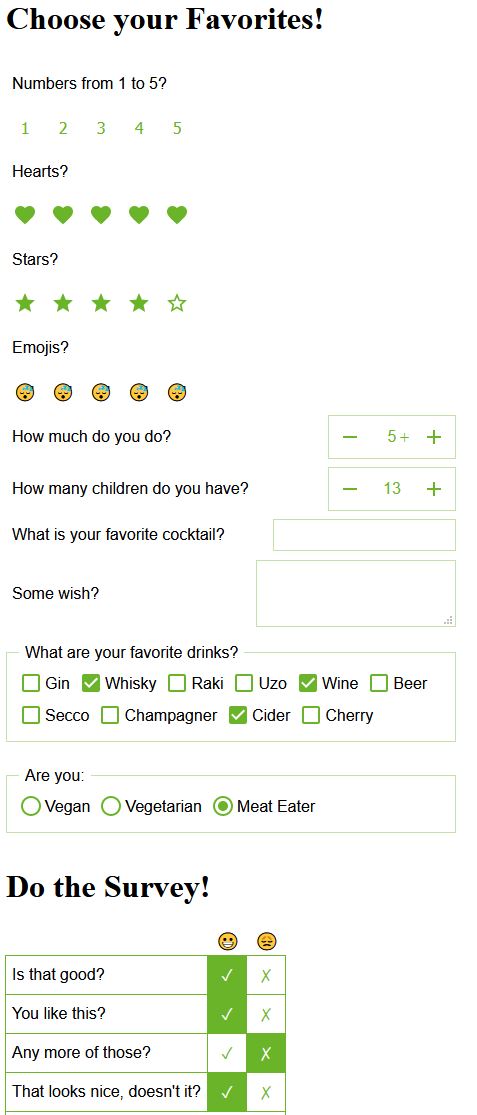 Choose your Favorites!
Numbers from 1 to 5?
1 2 3 4 5
Hearts?
Stars?
Emojis?
How much do you do? − 5+ +
How many children do you have? − 13 +
What is your favorite cocktail?
Some wish?
What are your favorite drinks?
Gin Whisky Raki Uzo Wine Beer
Secco Champagner Cider Cherry
Are you:
Vegan Vegetarian Meat Eater
Do the Survey!
Is that good? ✓ ✗
You like this? ✓ ✗
Any more of those? ✓ ✗
That looks nice, doesn't it? ✓ ✗